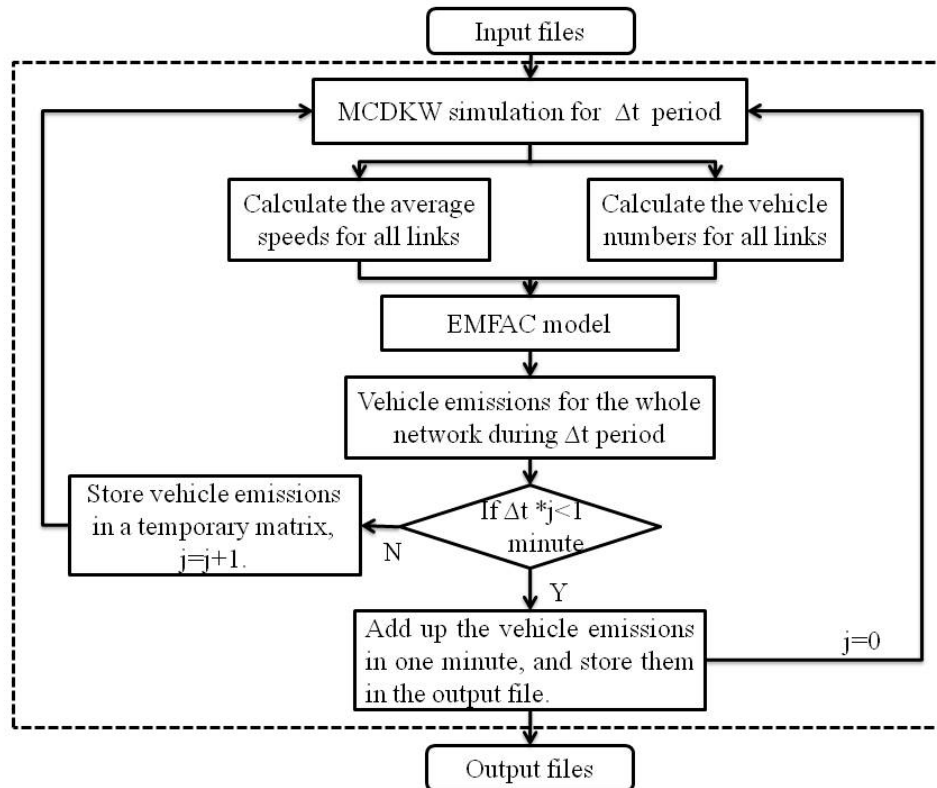 Input files
MCDKW simulation for Δt period
Calculate the average
speeds for all links
Calculate the vehicle
numbers for all links
EMFAC model
Vehicle emissions for the whole
network during Δt period
If Δt *j<1
minute
N
Store vehicle emissions
in a temporary matrix,
j=j+1.
Y
Add up the vehicle emissions
in one minute, and store them
in the output file.
j=0
Output files